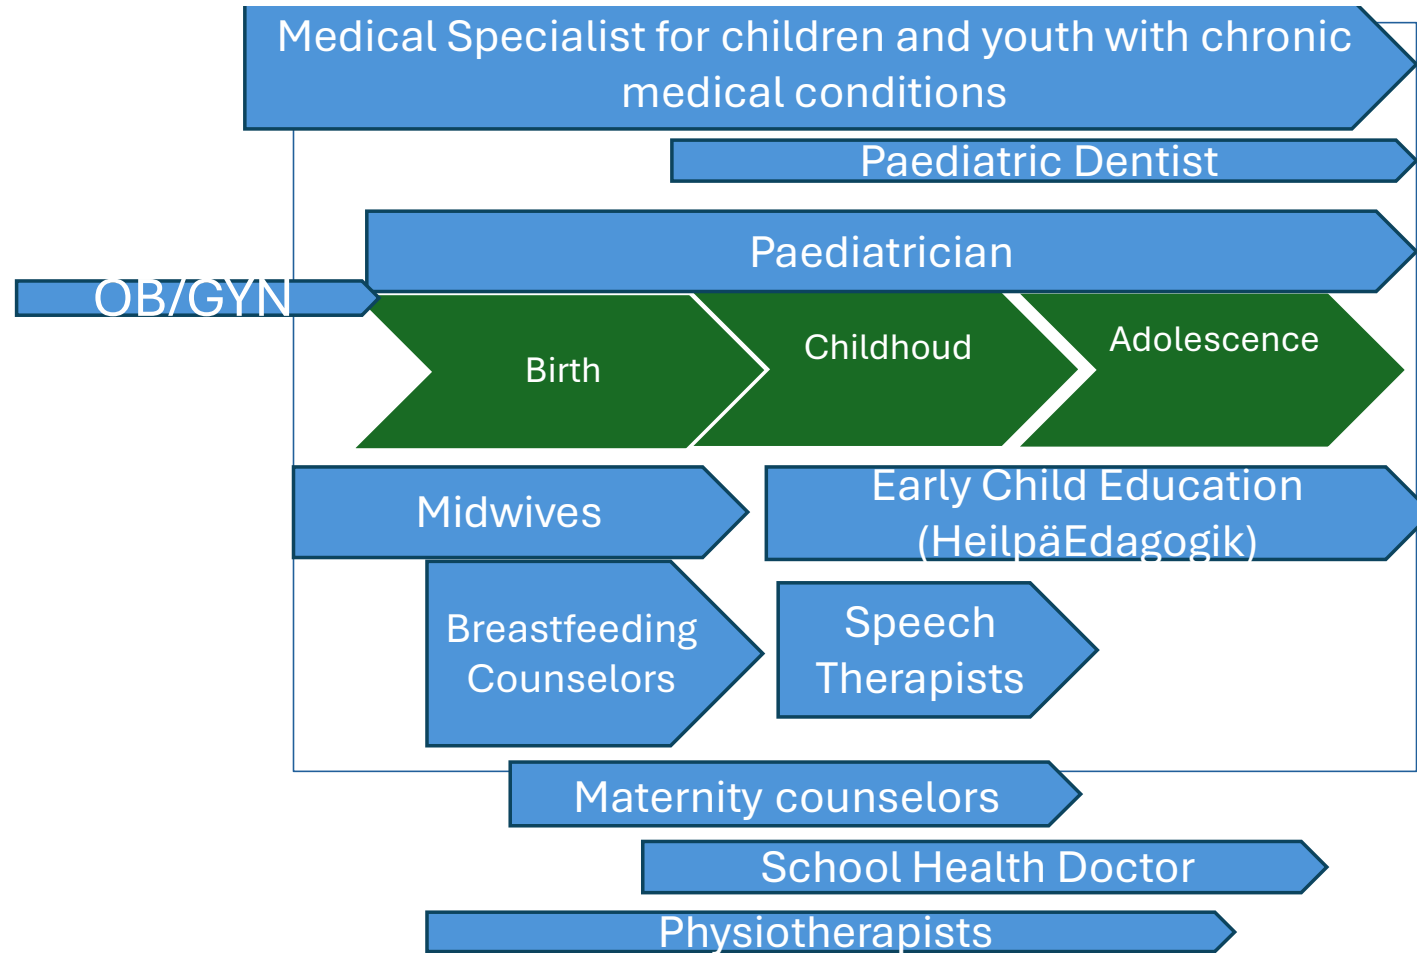 Medical Specialist for children and youth with chronic
medical conditions
Paediatric Dentist
Paediatrician
OB/GYN
Birth
Childhoud
Adolescence
Midwives
Early Child Education
(HeilpäEdagogik)
Breastfeeding
Counselors
Speech
Therapists
Maternity counselors
School Health Doctor
Physiotherapists